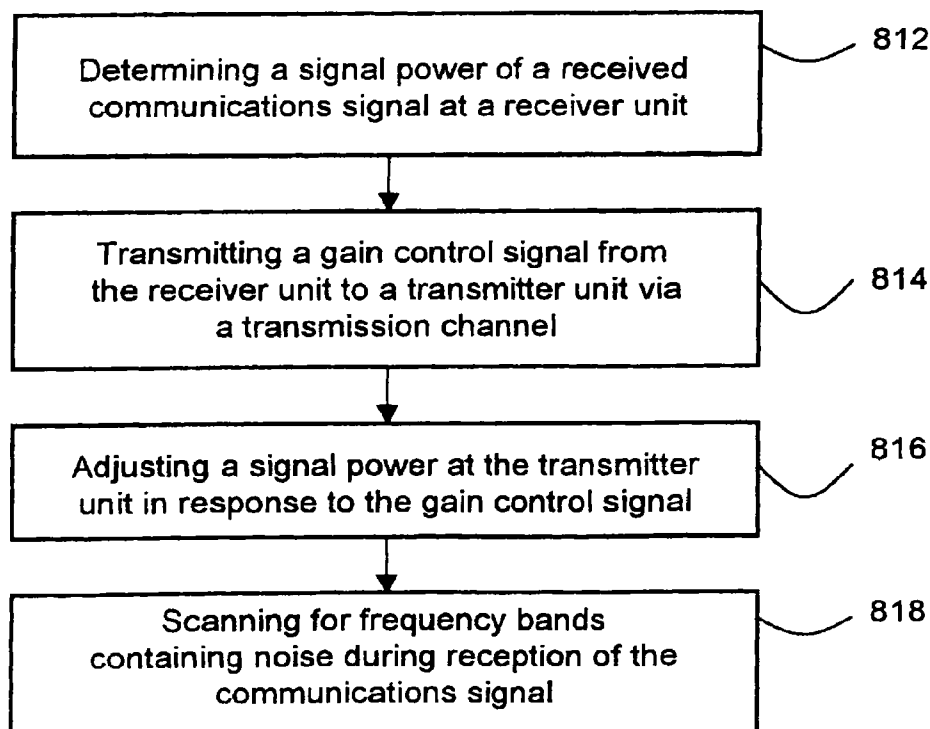 Determining a signal power of a received
communications signal at a receiver unit
812
Transmitting a gain control signal from
the receiver unit to a transmitter unit via
a transmission channel
814
Adjusting a signal power at the transmitter
unit in response to the gain control signal
816
Scanning for frequency bands
containing noise during reception of the
communications signal
818